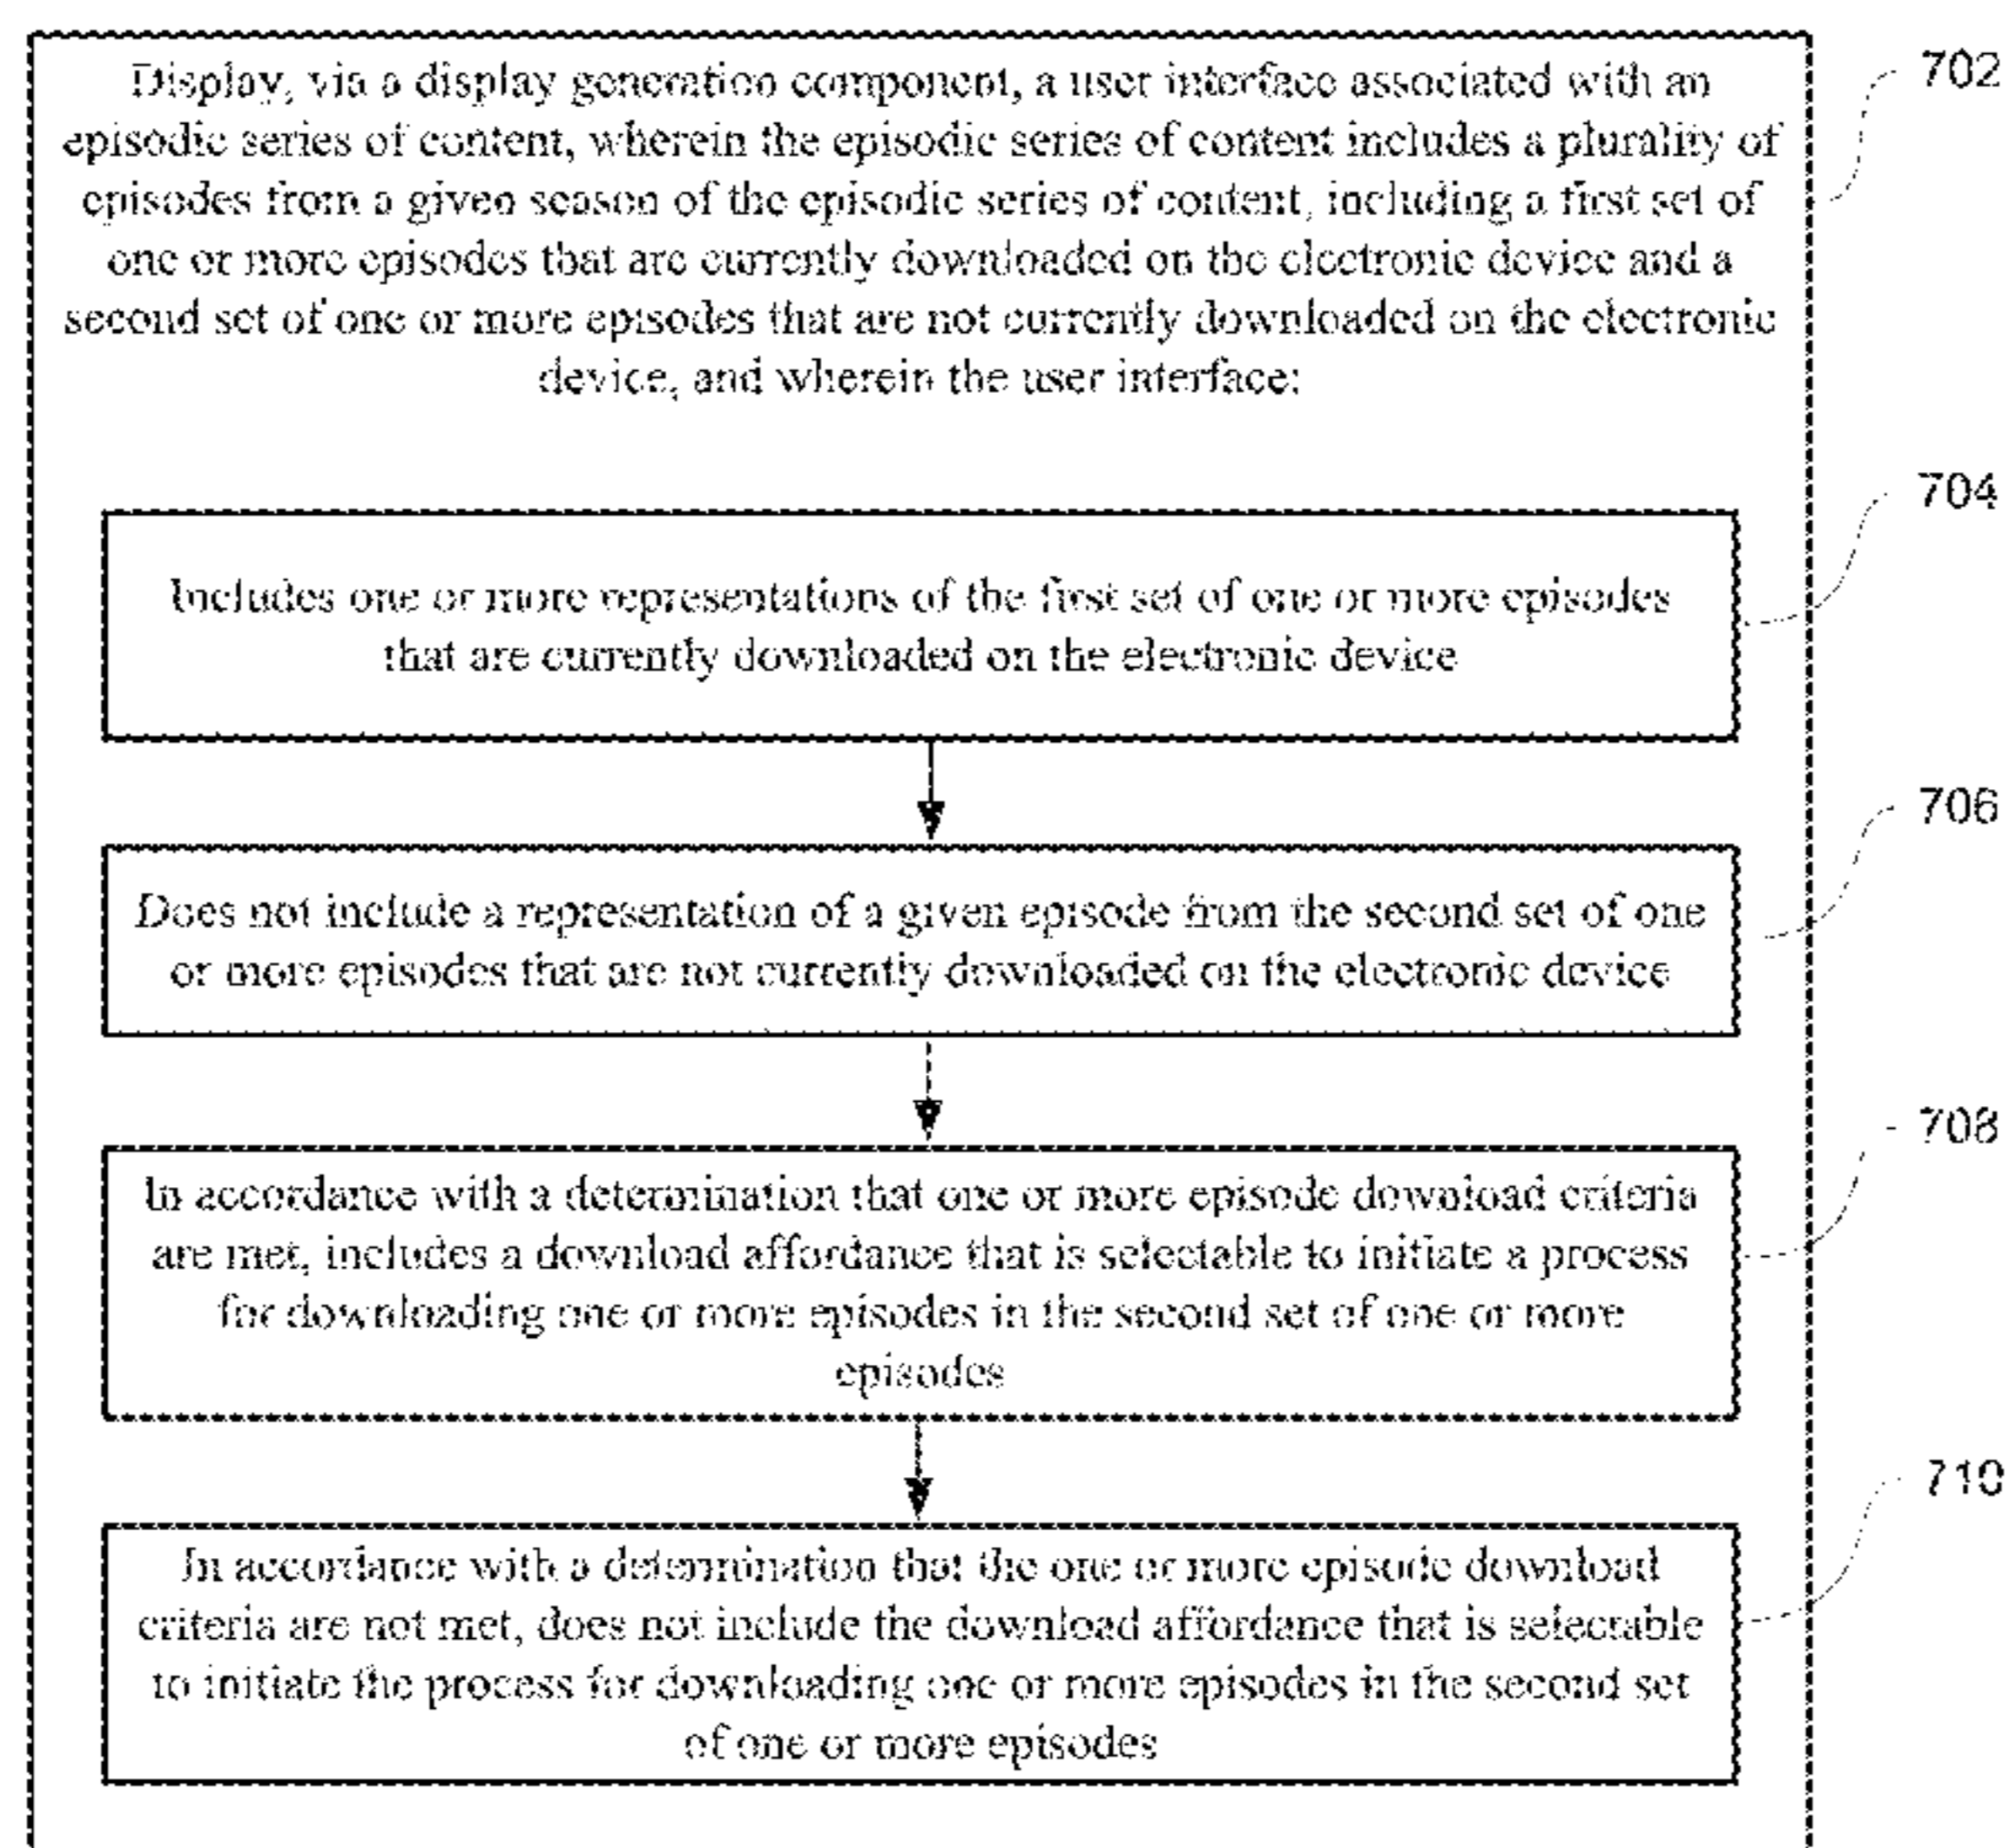 Display, via a display generation component, a user interface associated with an
702
episodic series of content, wherein the episodic series of content includes a plurality of
episodes from a given season of the episodic series of content, including a first set of
one or more episodes that are currently downloaded on the electronic device and a
second set of one or more episodes that are not currently downloaded on the electronic
device, and wherein the user interface:
704
Includes one or more representations of the first set of one or more episodes
that are currently downloaded on the electronic device
706
Does not include a representation of a given episode from the second set of one
or more episodes that are not currently downloaded on the electronic device
708
In accordance with a determination that one or more episode download criteria
are met, includes a download affordance that is selectable to initiate a process
for downloading one or more episodes in the second set of one or more
episodes
710
In accordance with a determination that the one or more episode download
criteria are not met, does not include the download affordance that is selectable
to initiate the process for downloading one or more episodes in the second set
of one or more episodes